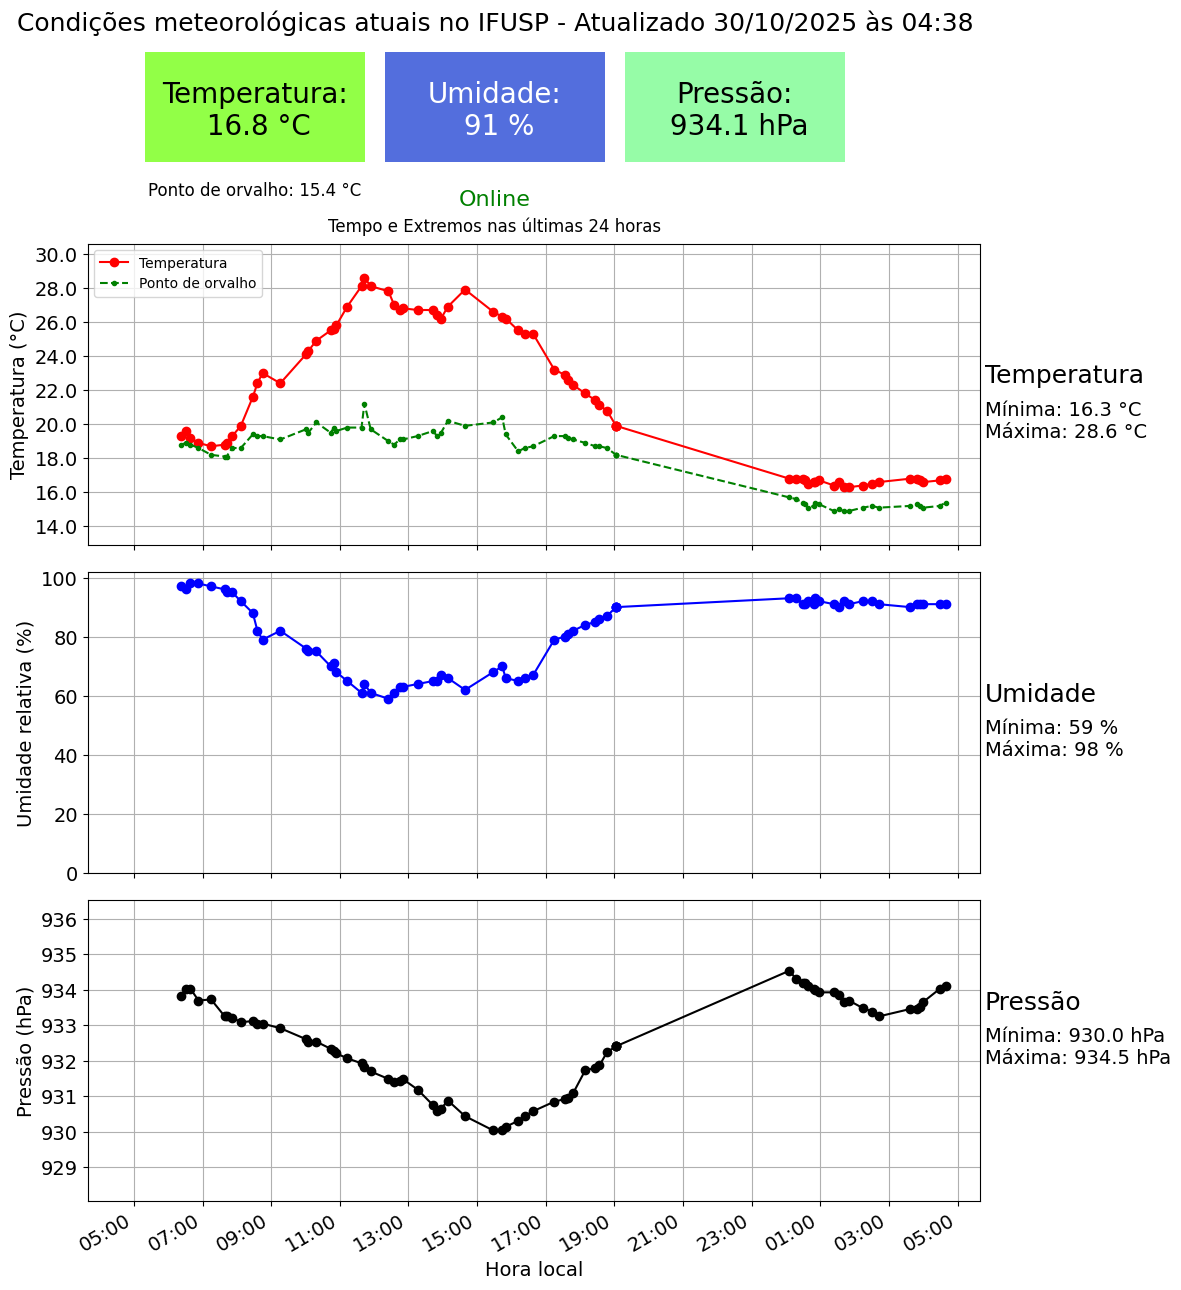 Condições meteorológicas atuais no IFUSP - Atualizado 30/10/2025 às 04:38
Temperatura:
16.8 °C
Umidade:
91 %
Pressão:
934.1 hPa
Ponto de orvalho: 15.4 °C
Online
Tempo e Extremos nas últimas 24 horas
Temperatura (°C)
30.0
28.0
26.0
24.0
22.0
20.0
18.0
16.0
14.0
Temperatura
Ponto de orvalho
Temperatura
Mínima: 16.3 °C
Máxima: 28.6 °C
Umidade relativa (%)
100
80
60
40
20
0
Umidade
Mínima: 59 %
Máxima: 98 %
Pressão (hPa)
936
935
934
933
932
931
930
929
Pressão
Mínima: 930.0 hPa
Máxima: 934.5 hPa
05:00 07:00 09:00 11:00 13:00 15:00 17:00 19:00 21:00 23:00 01:00 03:00 05:00
Hora local